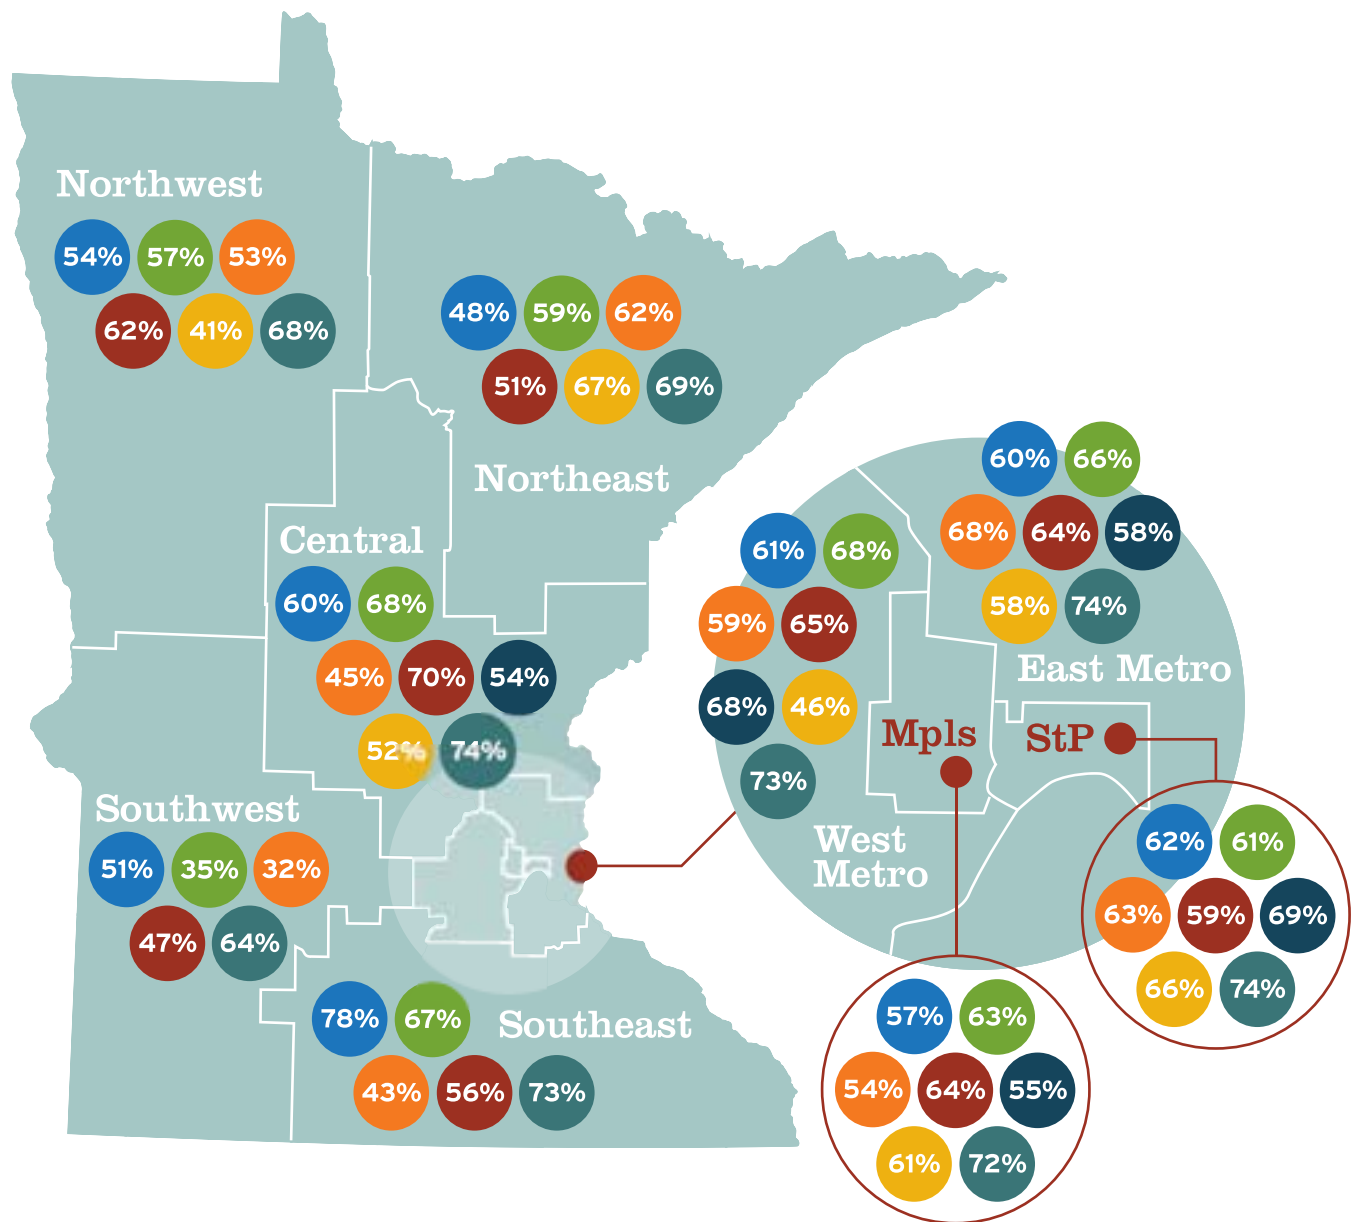 Northwest
54% 57% 53%
62% 41% 68%
48% 59% 62%
51% 67% 69%
Northeast
Central
60% 68%
45% 70% 54%
52% 74%
Southwest
51% 35% 32%
47% 64%
78% 67%
Southeast
43% 56% 73%
61% 68%
59% 65%
68% 46%
73%
West
Metro
60% 66%
68% 64% 58%
58% 74%
East Metro
Mpls
StP
62% 61%
63% 59% 69%
66% 74%
57% 63%
54% 64% 55%
61% 72%